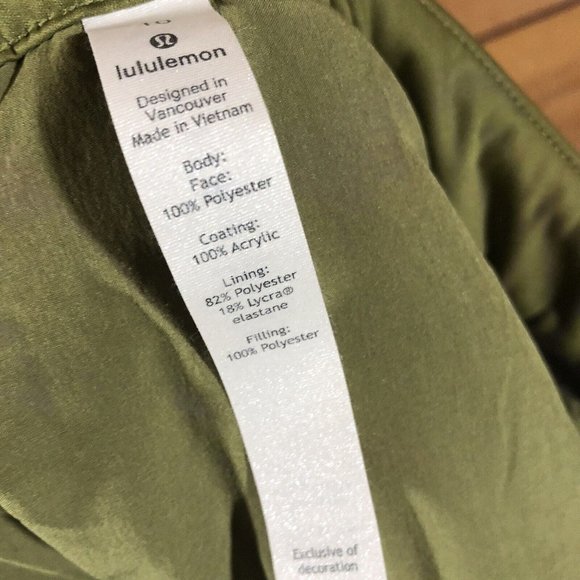 lululemon
Designed in
Vancouver
Made in Vietnam
Body:
Face:
100% Polyester
Coating:
100% Acrylic
Lining:
82% Polyester
18% Lycra®
elastane
Filling:
100% Polyester
Exclusive of
decoration